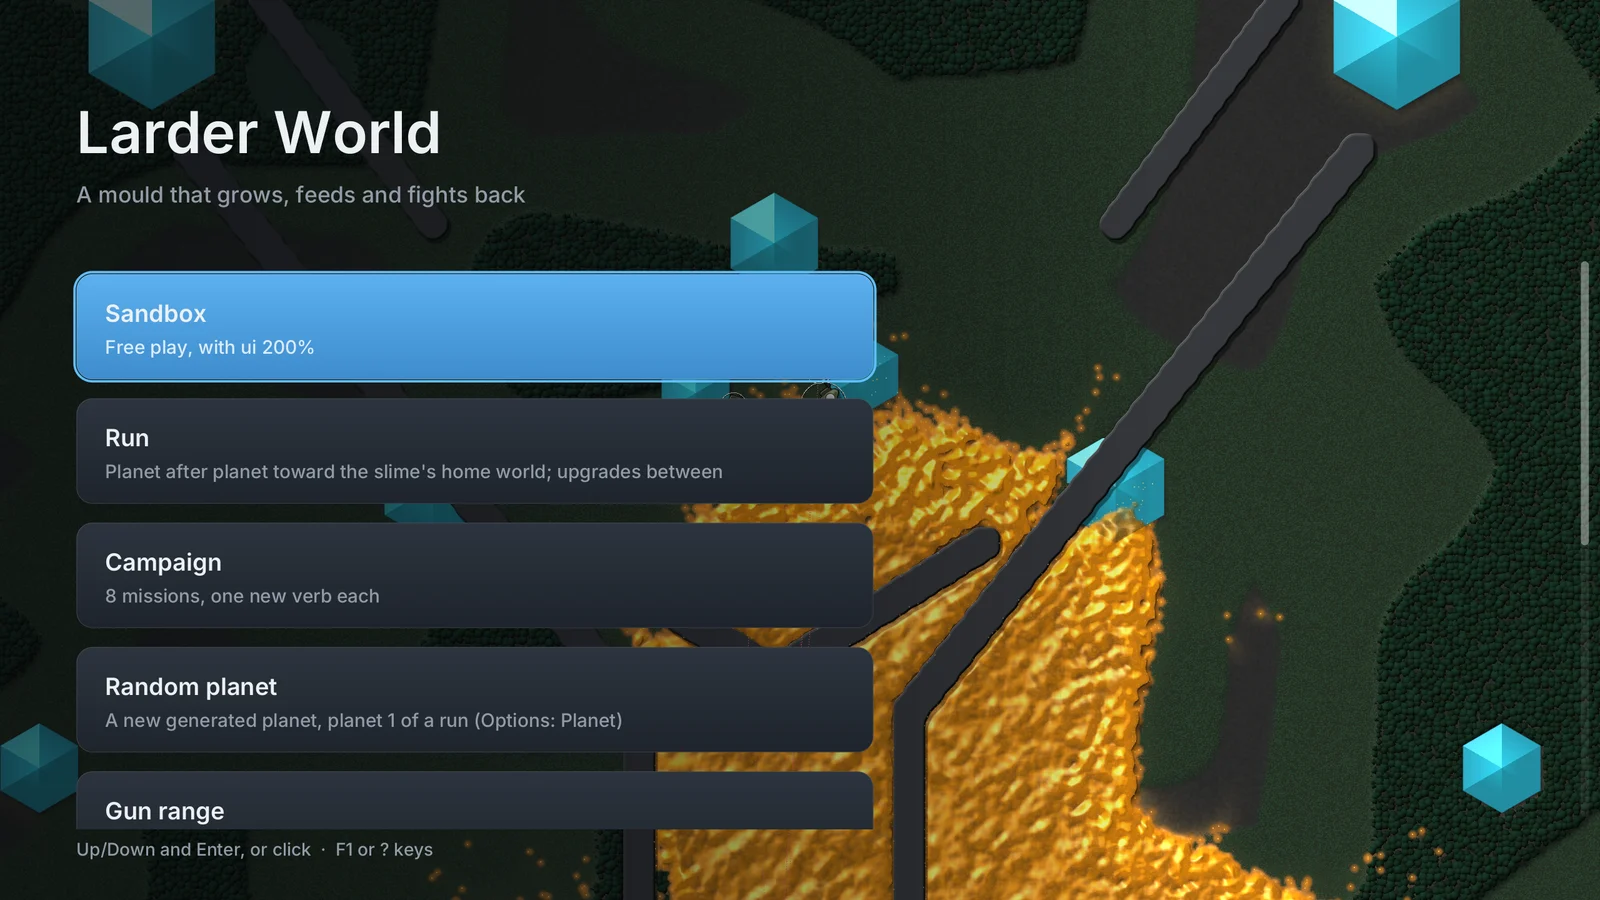 Larder World
A mould that grows, feeds and fights back
Sandbox
Free play, with ui 200%
Run
Planet after planet toward the slime's home world; upgrades between
Campaign
8 missions, one new verb each
Random planet
A new generated planet, planet 1 of a run (Options: Planet)
Gun range
Up/Down and Enter, or click · F1 or ? keys